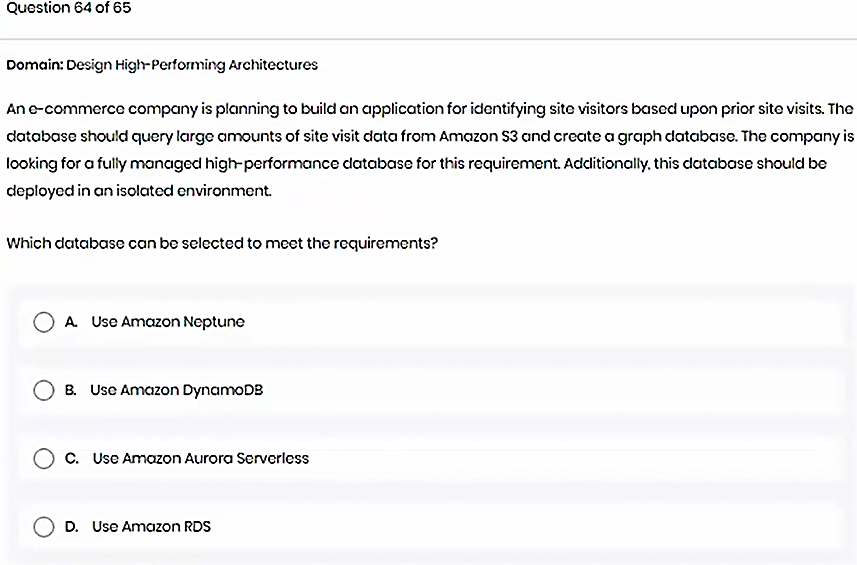 Question 64 of 65
Domain: Design High-Performing Architectures
An e-commerce company is planning to build an application for identifying site visitors based upon prior site visits. The
database should query large amounts of site visit data from Amazon S3 and create a graph database. The company is
looking for a fully managed high-performance database for this requirement. Additionally, this database should be
deployed in an isolated environment.
Which database can be selected to meet the requirements?
A. Use Amazon Neptune
B. Use Amazon DynamoDB
C. Use Amazon Aurora Serverless
D. Use Amazon RDS